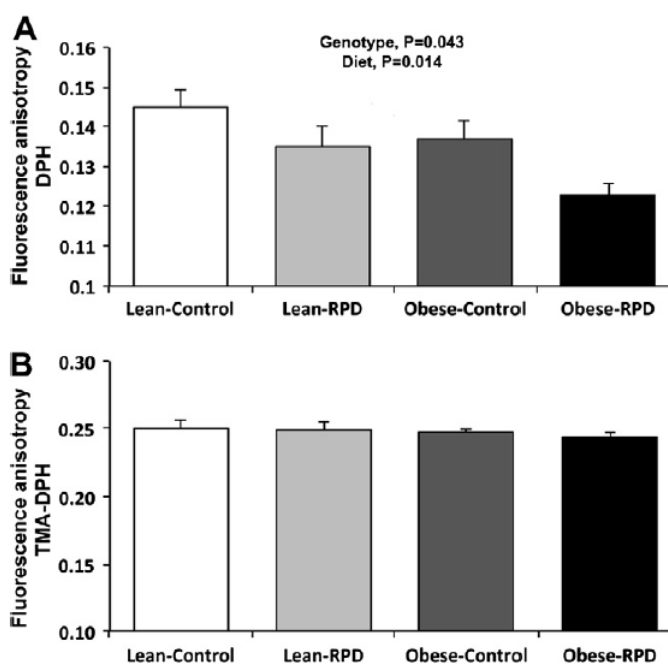 A
Fluorescence anisotropy
DPH
Genotype, P=0.043
Diet, P=0.014
0.16
0.15
0.14
0.13
0.12
0.11
0.1
Lean-Control Lean-RPD Obese-Control Obese-RPD
B
Fluorescence anisotropy
TMA-DPH
0.30
0.25
0.20
0.15
0.10
Lean-Control Lean-RPD Obese-Control Obese-RPD